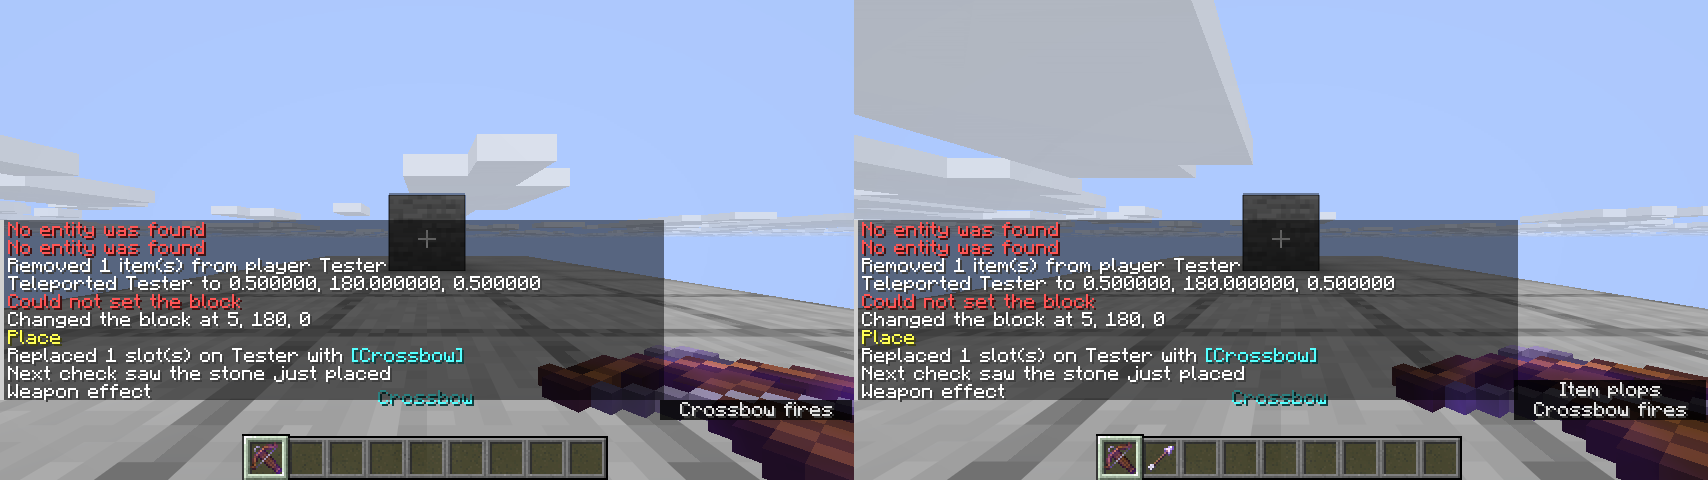 No entity was found
No entity was found
Removed 1 item(s) from player Tester
Teleported Tester to 0.500000, 180.000000, 0.500000
Could not set the block
Changed the block at 5, 180, 0
Place
Replaced 1 slot(s) on Tester with [Crossbow]
Next check saw the stone just placed
Weapon effect
Crossbow
Crossbow fires
No entity was found
No entity was found
Removed 1 item(s) from player Tester
Teleported Tester to 0.500000, 180.000000, 0.500000
Could not set the block
Changed the block at 5, 180, 0
Place
Replaced 1 slot(s) on Tester with [Crossbow]
Next check saw the stone just placed
Weapon effect
Crossbow
Item plops
Crossbow fires